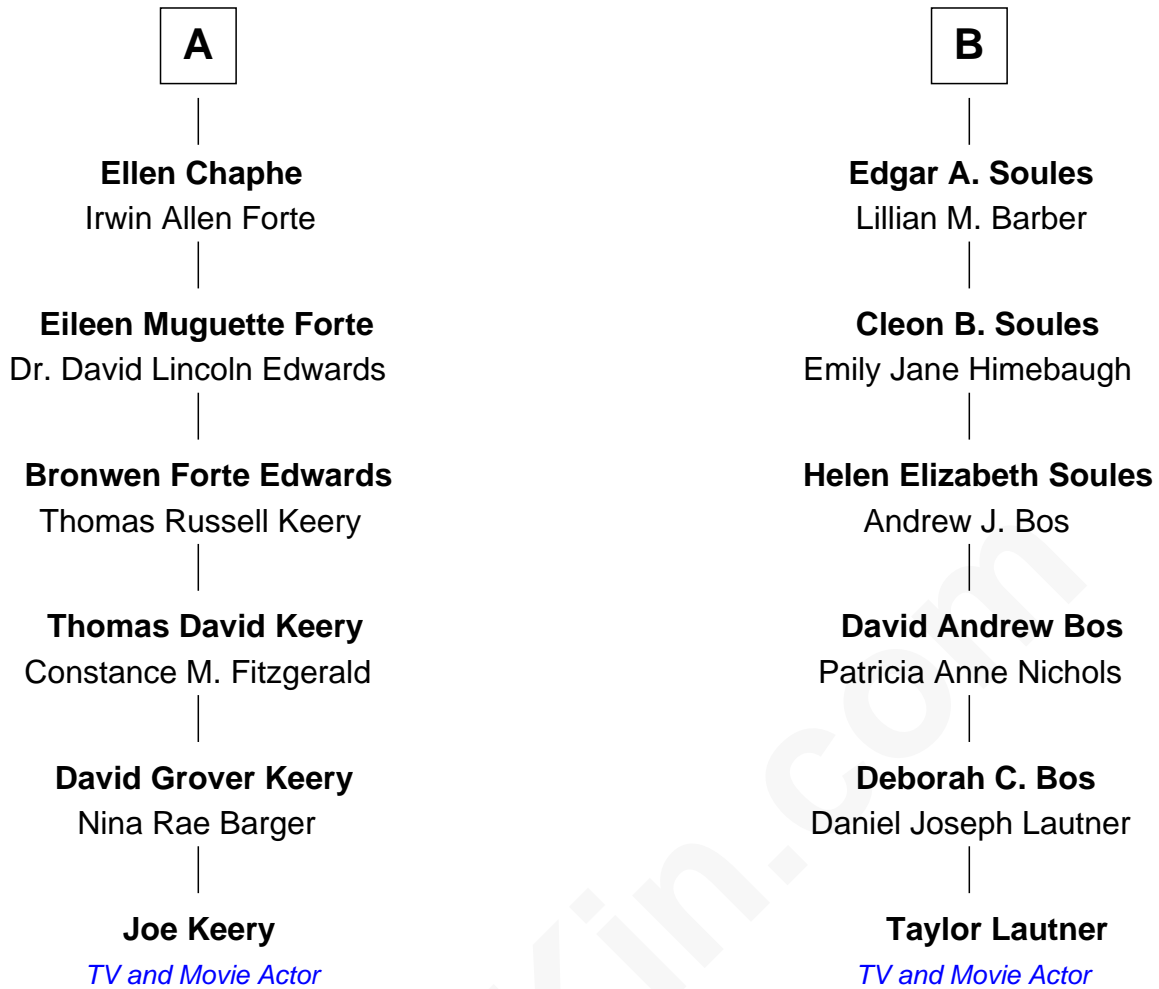 A
Ellen Chaphe
Irwin Allen Forte
Eileen Muguette Forte
Dr. David Lincoln Edwards
Bronwen Forte Edwards
Thomas Russell Keery
Thomas David Keery
Constance M. Fitzgerald
David Grover Keery
Nina Rae Barger
Joe Keery
TV and Movie Actor
B
Edgar A. Soules
Lillian M. Barber
Cleon B. Soules
Emily Jane Himebaugh
Helen Elizabeth Soules
Andrew J. Bos
David Andrew Bos
Patricia Anne Nichols
Deborah C. Bos
Daniel Joseph Lautner
Taylor Lautner
TV and Movie Actor